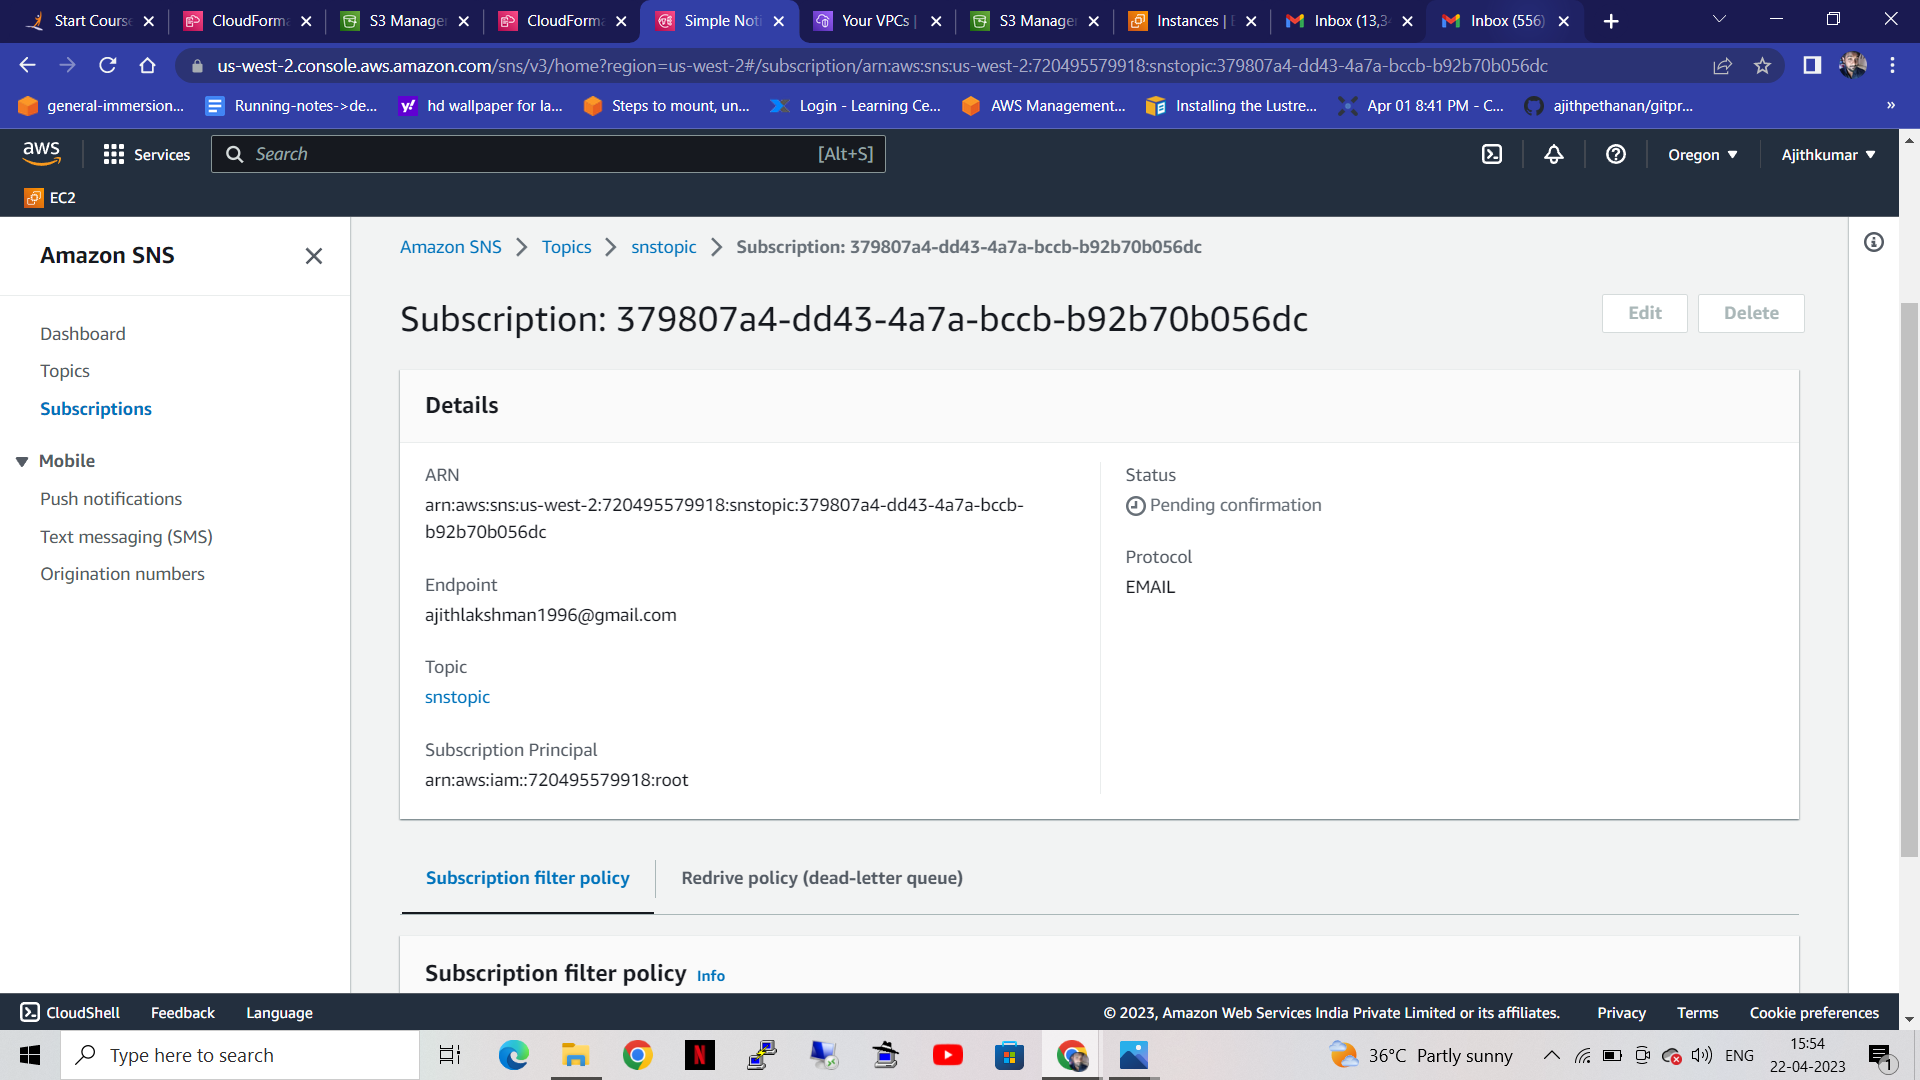 Start Course
CloudForma
S3 Manager
CloudForma
Simple Noti
Your VPCs |
S3 Manager
Instances | E
Inbox (13,3
Inbox (556)
us-west-2.console.aws.amazon.com/sns/v3/home?region=us-west-2#/subscription/arn:aws:sns:us-west-2:720495579918:snstopic:379807a4-dd43-4a7a-bccb-b92b70b056dc
general-immersion...
Running-notes->de...
hd wallpaper for la...
Steps to mount, un...
Login - Learning Ce...
AWS Management...
Installing the Lustre...
Apr 01 8:41 PM - C...
ajithpethanan/gitpr...
»
aws
Services
Search
[Alt+S]
Oregon
Ajithkumar
EC2
Amazon SNS
Dashboard
Topics
Subscriptions
Mobile
Push notifications
Text messaging (SMS)
Origination numbers
Amazon SNS
Topics
snstopic
Subscription: 379807a4-dd43-4a7a-bccb-b92b70b056dc
Subscription: 379807a4-dd43-4a7a-bccb-b92b70b056dc
Edit
Delete
Details
ARN
arn:aws:sns:us-west-2:720495579918:snstopic:379807a4-dd43-4a7a-bccb-
b92b70b056dc
Endpoint
ajithlakshman1996@gmail.com
Topic
snstopic
Subscription Principal
arn:aws:iam::720495579918:root
Status
Pending confirmation
Protocol
EMAIL
Subscription filter policy
Redrive policy (dead-letter queue)
Subscription filter policy Info
CloudShell
Feedback
Language
© 2023, Amazon Web Services India Private Limited or its affiliates.
Privacy
Terms
Cookie preferences
Type here to search
N
36°C Partly sunny
ENG
15:54
22-04-2023
1